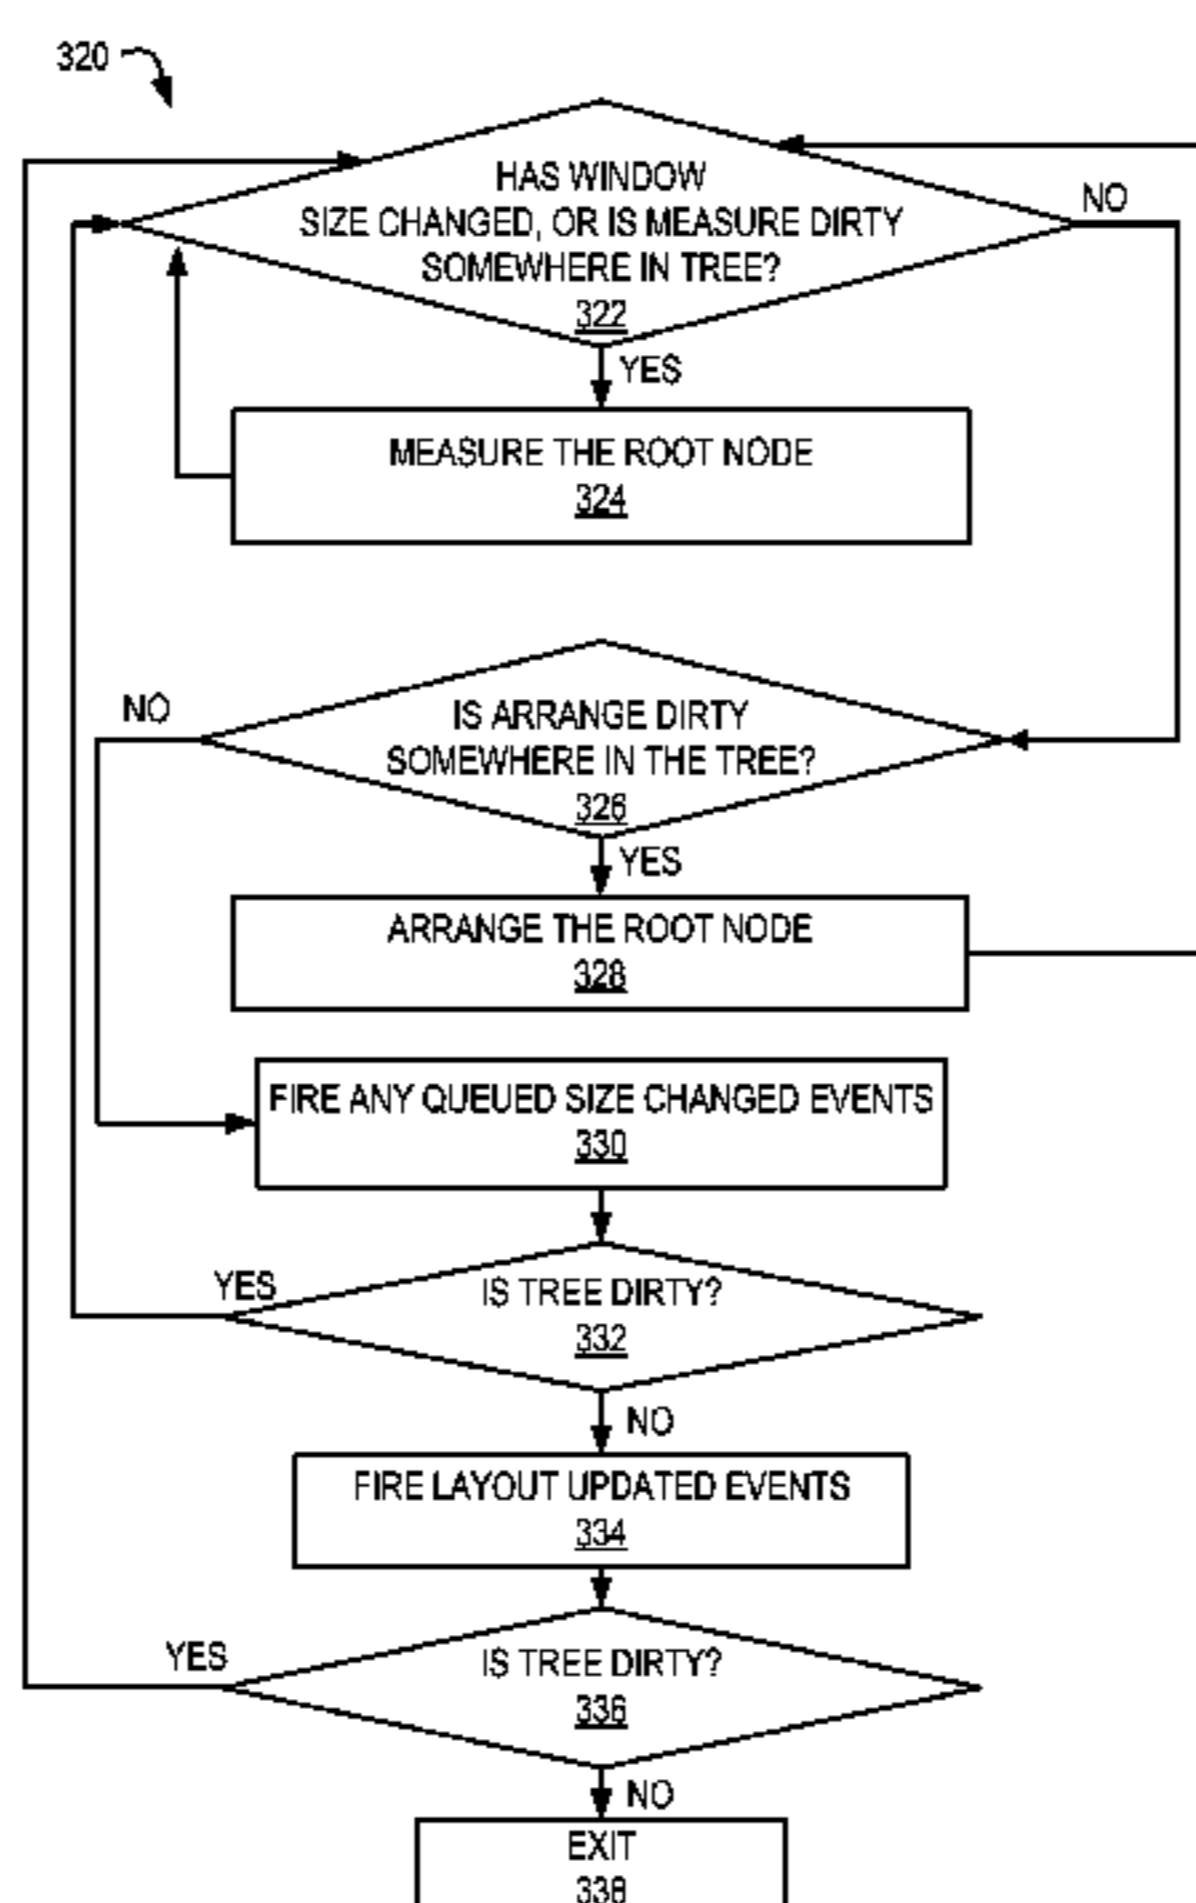 320
HAS WINDOW
SIZE CHANGED, OR IS MEASURE DIRTY
SOMEWHERE IN TREE?
322
NO
YES
MEASURE THE ROOT NODE
324
NO
IS ARRANGE DIRTY
SOMEWHERE IN THE TREE?
326
YES
ARRANGE THE ROOT NODE
328
FIRE ANY QUEUED SIZE CHANGED EVENTS
330
YES
IS TREE DIRTY?
332
NO
FIRE LAYOUT UPDATED EVENTS
334
YES
IS TREE DIRTY?
336
NO
EXIT
338